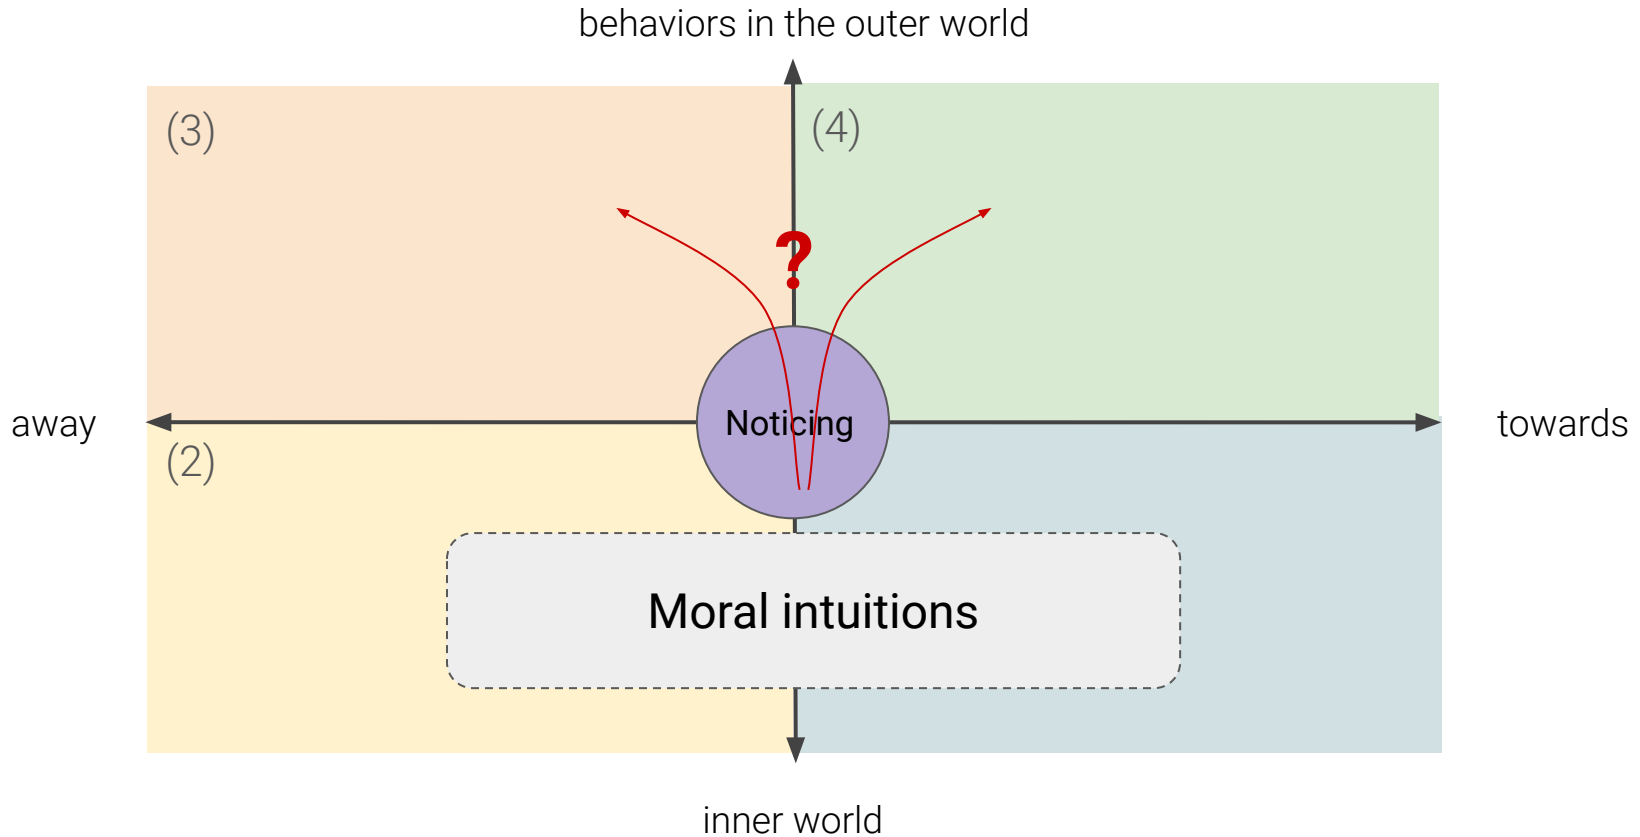 behaviors in the outer world
(3)
(4)
?
away
Noticing
towards
(2)
Moral intuitions
inner world